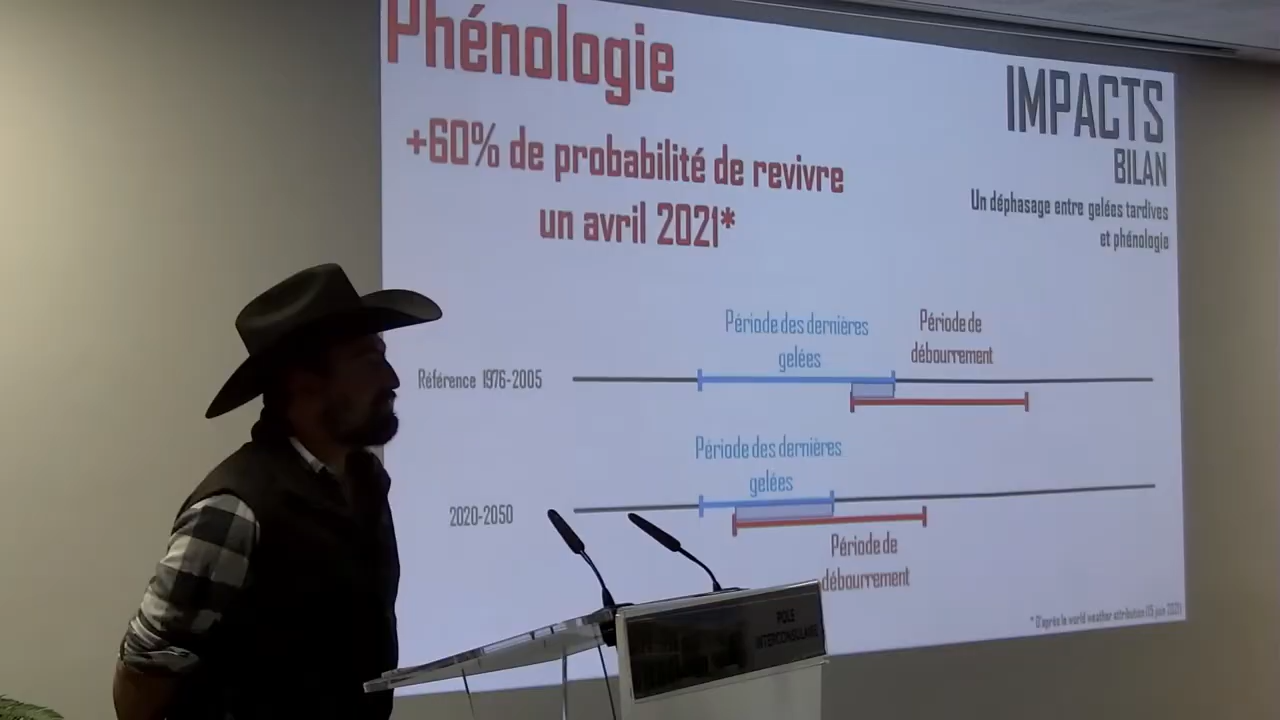 Phénologie
IMPACTS
BILAN
Un déphasage entre gelées tardives
et phénologie
+60% de probabilité de revivre
un avril 2021*
Période des dernières
gelées
Période de
débourrement
Référence 1976-2005
Période des dernières
gelées
2020-2050
Période de
débourrement
* D'après le world weather attribution (15 juin 2021)
POLE
INTERCONSULAIRE